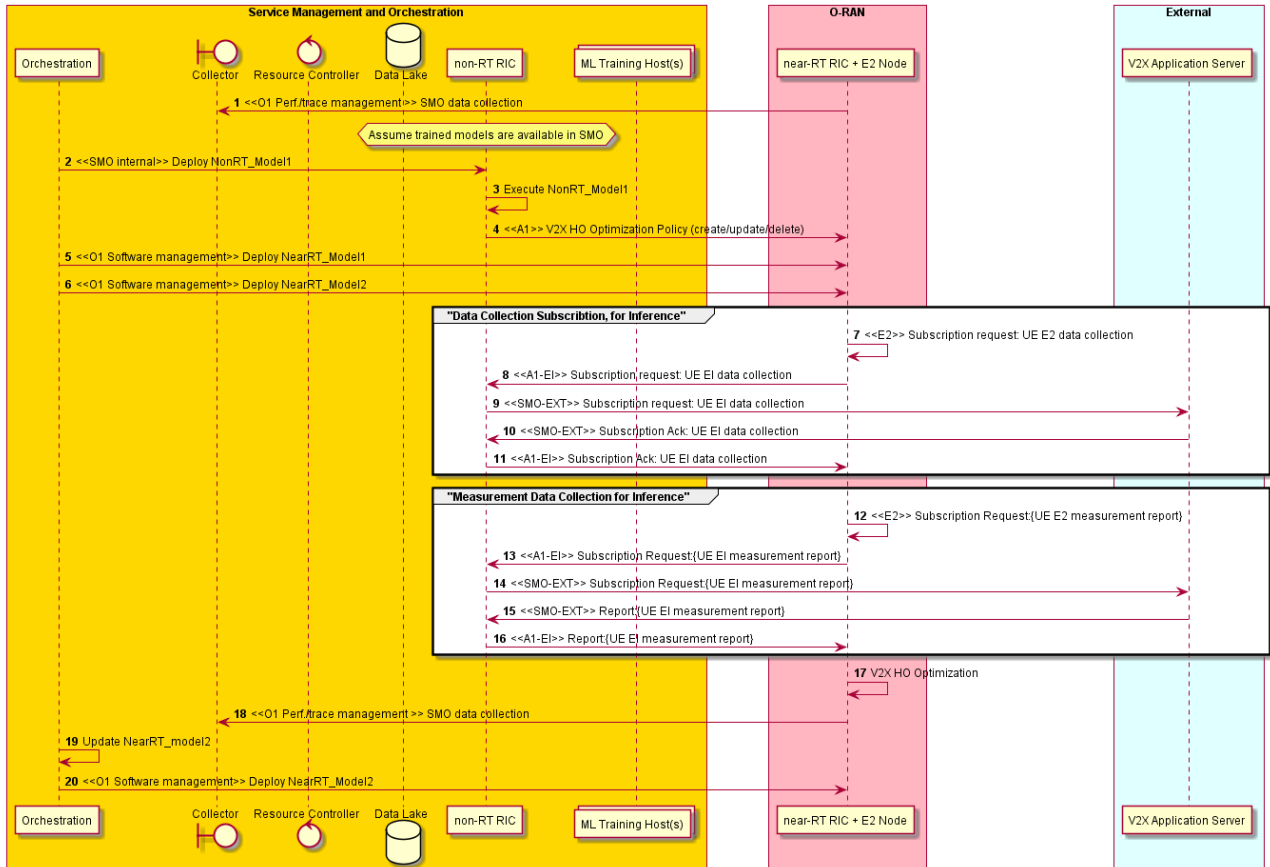 Service Management and Orchestration
O-RAN
External
Orchestration
Collector
Resource Controller
Data Lake
non-RT RIC
ML Training Host(s)
near-RT RIC + E2 Node
V2X Application Server
1 <<O1 Perf./trace management >> SMO data collection
Assume trained models are available in SMO
2 <<SMO internal>> Deploy NonRT_Model1
3 Execute NonRT_Model1
4 <<A1>> V2X HO Optimization Policy (create/update/delete)
5 <<O1 Software management>> Deploy NearRT_Model1
6 <<O1 Software management>> Deploy NearRT_Model2
"Data Collection Subscribtion, for Inference"
7 <<E2>> Subscription request: UE E2 data collection
8 <<A1-EI>> Subscription request: UE EI data collection
9 <<SMO-EXT>> Subscription request: UE EI data collection
10 <<SMO-EXT>> Subscription Ack: UE EI data collection
11 <<A1-EI>> Subscription Ack: UE EI data collection
"Measurement Data Collection for Inference"
12 <<E2>> Subscription Request:{UE E2 measurement report}
13 <<A1-EI>> Subscription Request:{UE EI measurement report}
14 <<SMO-EXT>> Subscription Request:{UE EI measurement report}
15 <<SMO-EXT>> Report:{UE EI measurement report}
16 <<A1-EI>> Report:{UE EI measurement report}
17 V2X HO Optimization
18 <<O1 Perf./trace management >> SMO data collection
19 Update NearRT_model2
20 <<O1 Software management>> Deploy NearRT_Model2
Orchestration
Collector
Resource Controller
Data Lake
non-RT RIC
ML Training Host(s)
near-RT RIC + E2 Node
V2X Application Server